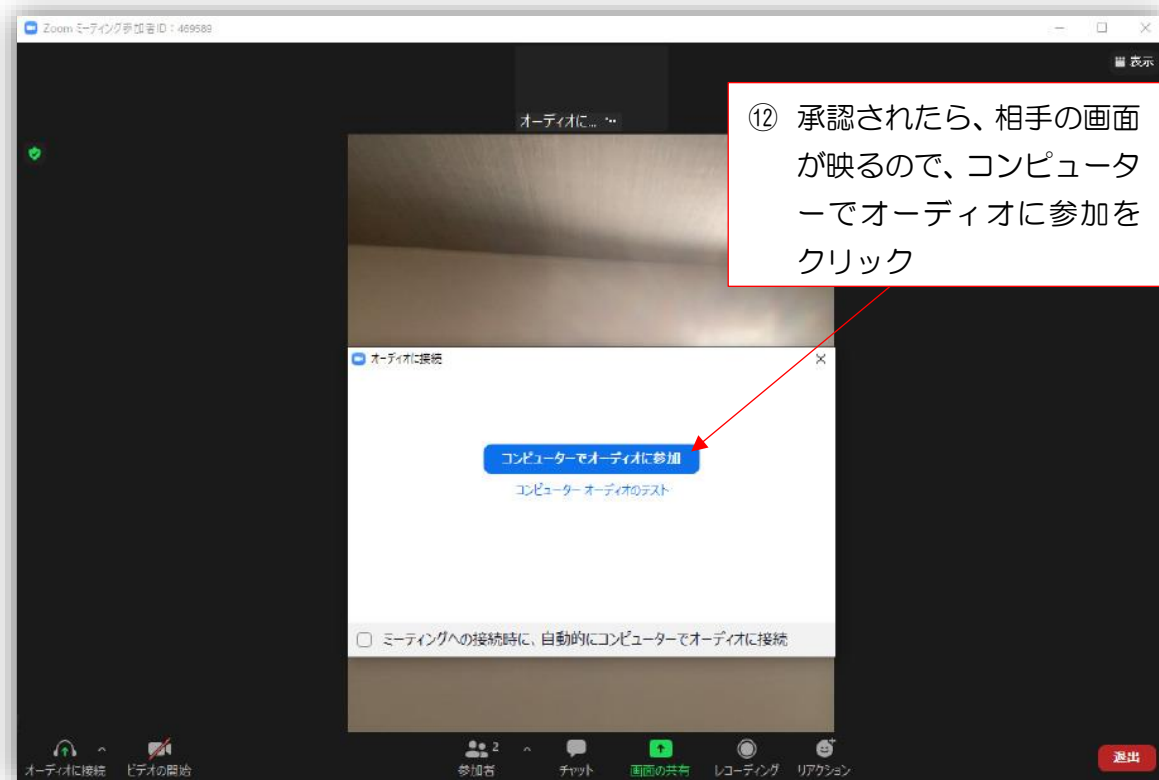 Zoom ミーティング参加者ID：469589
表示
オーディオに... ...
⑫ 承認されたら、相手の画面
が映るので、コンピュータ
ーでオーディオに参加を
クリック
オーディオに接続
コンピューターでオーディオに参加
コンピューター オーディオのテスト
ミーティングへの接続時に、自動的にコンピューターでオーディオに接続
オーディオに接続
ビデオの開始
2
参加者
チャット
画面の共有
レコーディング
リアクション
退出